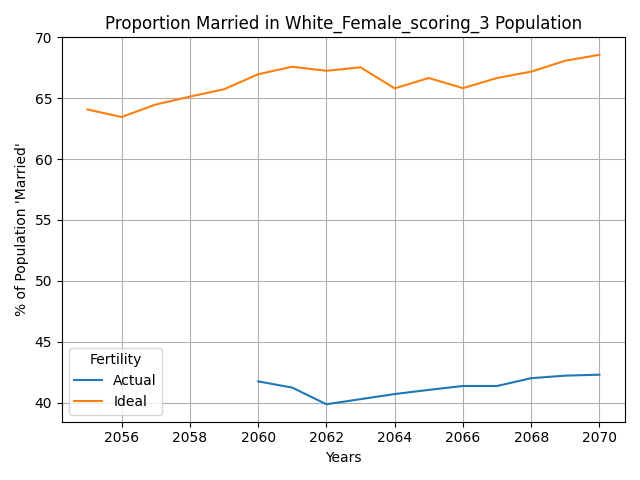 Proportion Married in White_Female_scoring_3 Population
70
65
60
55
50
45
40
% of Population 'Married'
Fertility
Actual
Ideal
2056 2058 2060 2062 2064 2066 2068 2070
Years